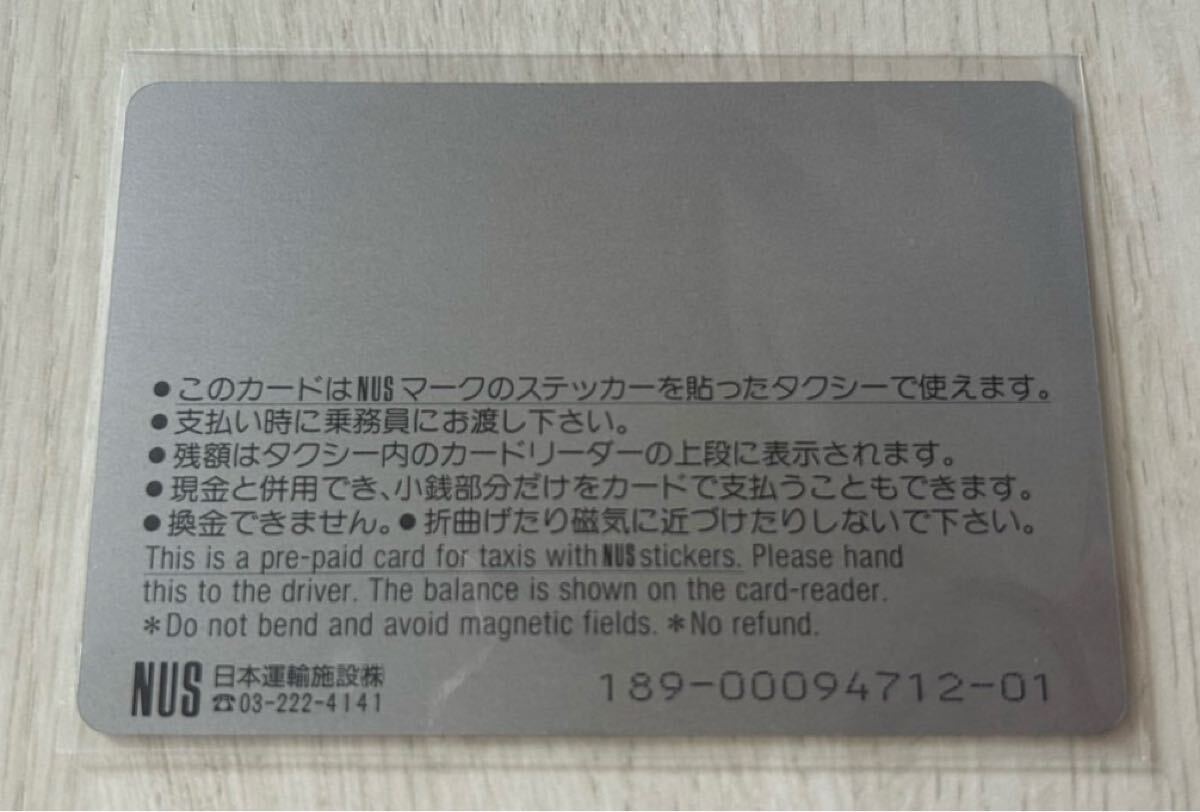 ●このカードはNUSマークのステッカーを貼ったタクシーで使えます。
●支払い時に乗務員にお渡し下さい。
●残額はタクシー内のカードリーダーの上段に表示されます。
●現金と併用でき、小銭部分だけをカードで支払うこともできます。
●換金できません。●折曲げたり磁気に近づけたりしないで下さい。
This is a pre-paid card for taxis with NUS stickers. Please hand
this to the driver. The balance is shown on the card-reader.
*Do not bend and avoid magnetic fields. *No refund.
NUS 日本運輸施設㈱
☎03-222-4141
189-00094712-01